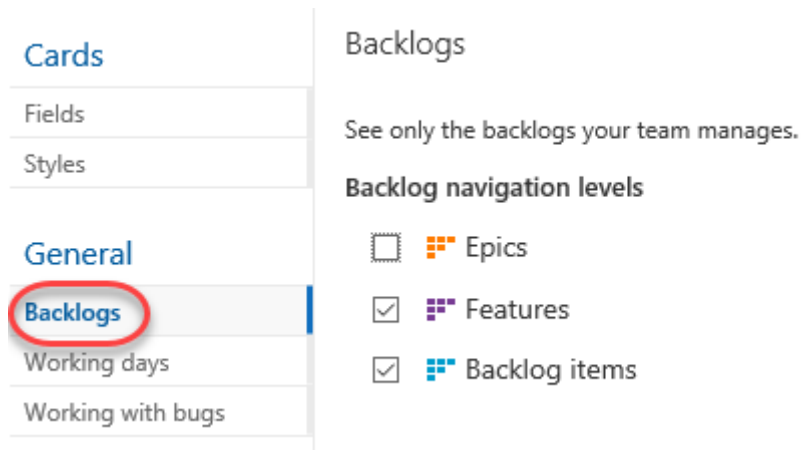 Cards
Fields
Styles
General
Backlogs
Working days
Working with bugs
Backlogs
See only the backlogs your team manages.
Backlog navigation levels
Epics
Features
Backlog items